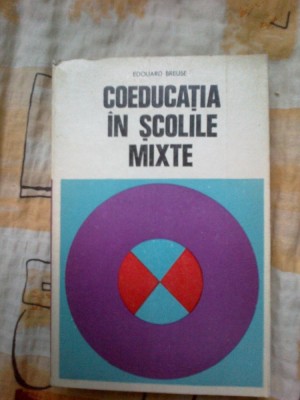 EDOUARD BREUSE
COEDUCAȚIA
ÎN ȘCOLILE
MIXTE